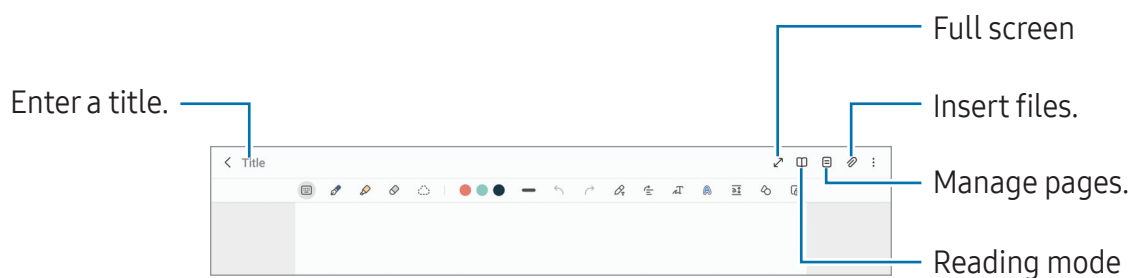 Full screen
Enter a title.
Insert files.
Title
Manage pages.
Reading mode